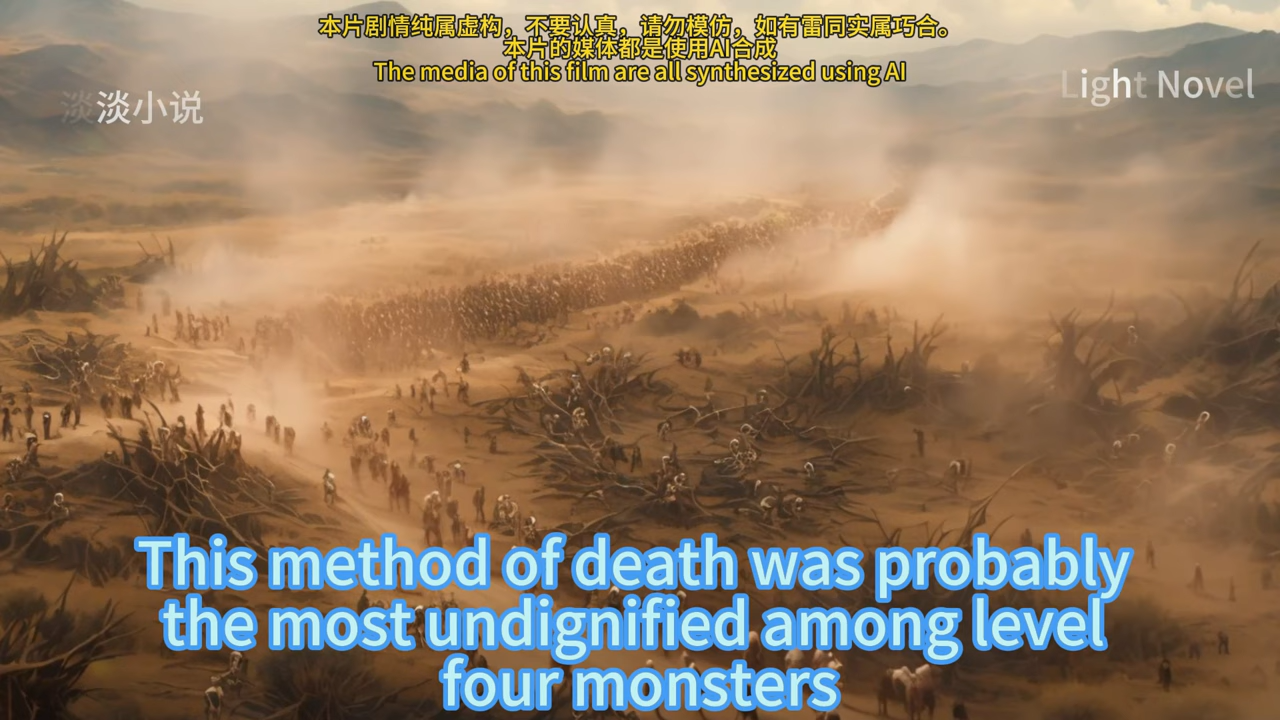 本片剧情纯属虚构，不要认真，请勿模仿，如有雷同实属巧合。
本片的媒体都是使用AI合成
The media of this film are all synthesized using AI
淡淡小说
Light Novel
This method of death was probably
the most undignified among level
four monsters